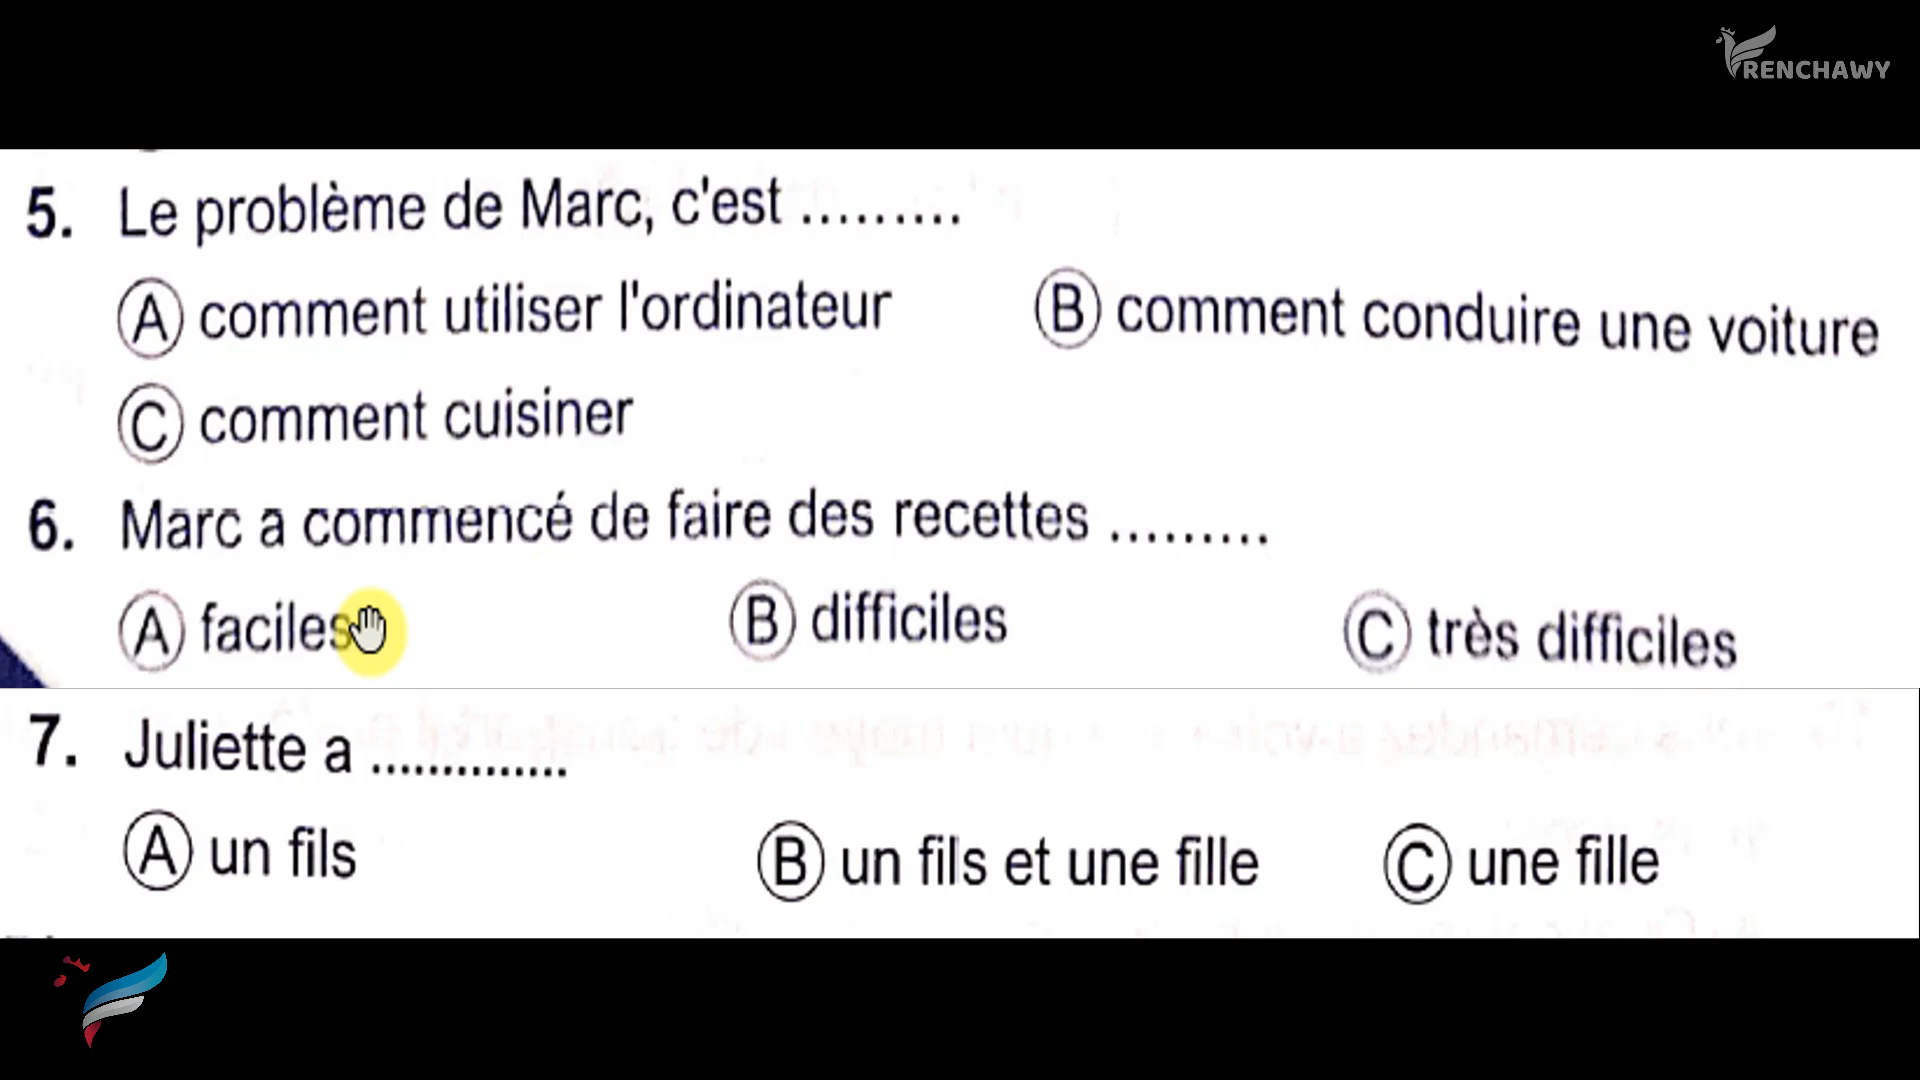 RENCHAWY
5. Le problème de Marc, c'est .........
A comment utiliser l'ordinateur B comment conduire une voiture
C comment cuisiner
6. Marc a commencé de faire des recettes .........
A faciles B difficiles C très difficiles
7. Juliette a ..............
A un fils B un fils et une fille C une fille